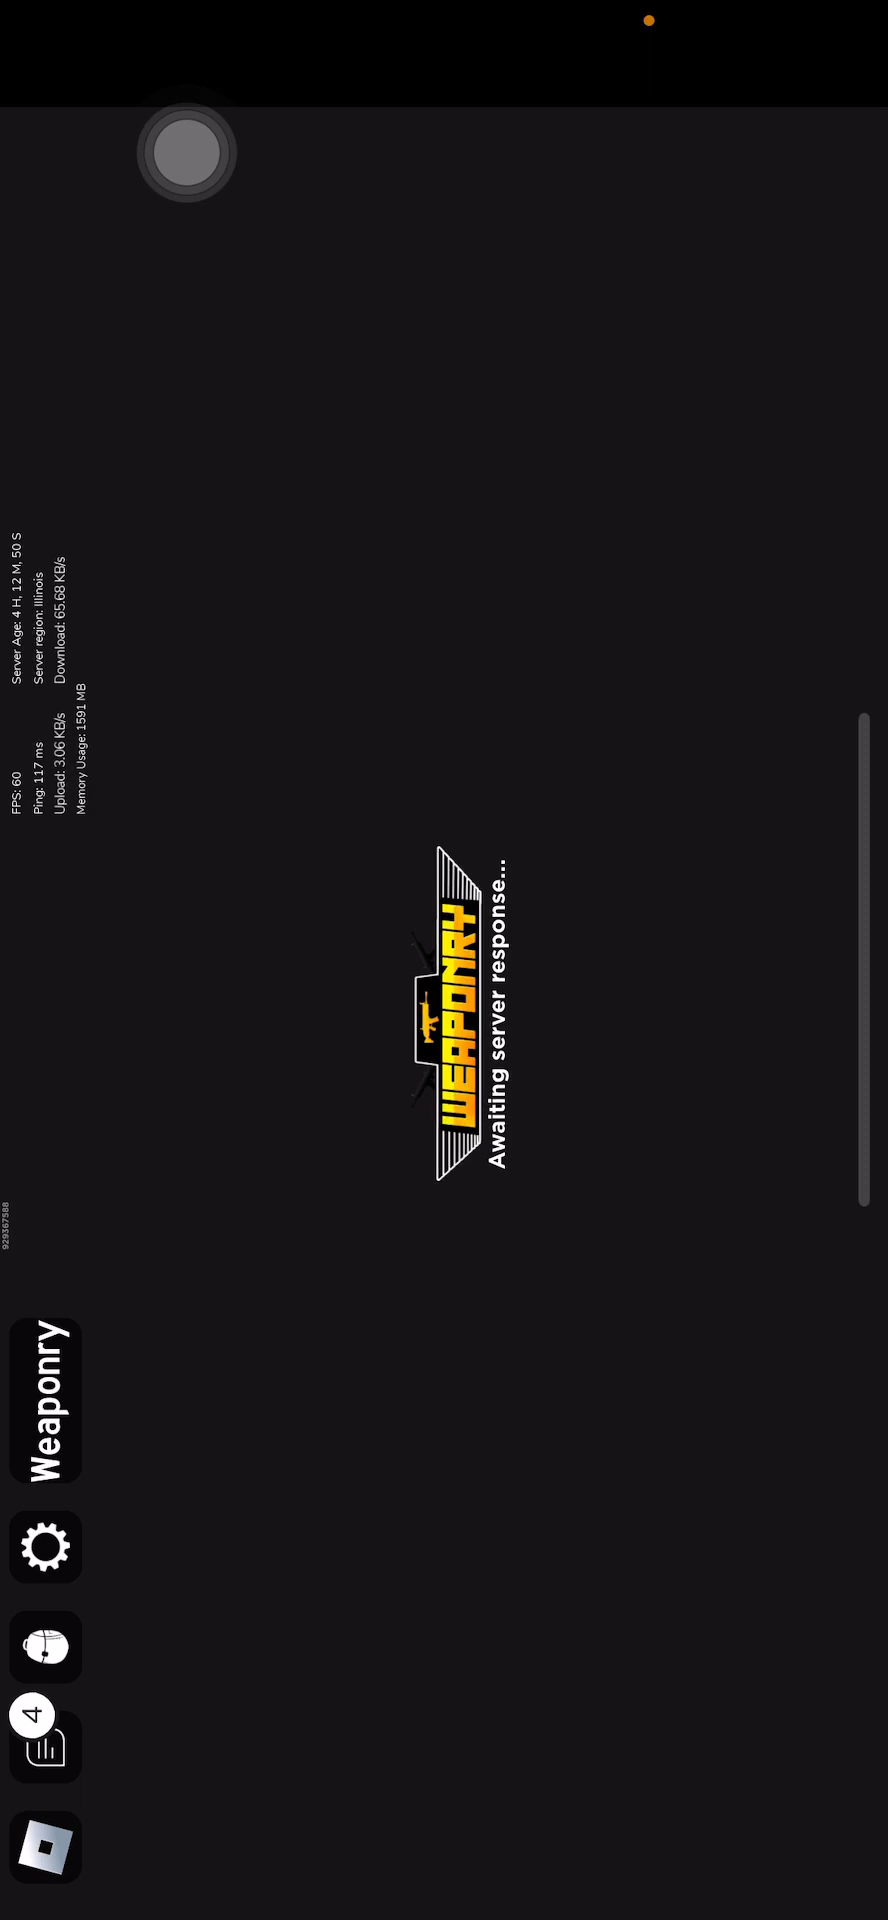 FPS: 60
Server Age: 4 H, 12 M, 50 S
Ping: 117 ms
Server region: Illinois
Upload: 3.06 KB/s
Download: 65.68 KB/s
Memory Usage: 1591 MB
929367588
4
Weaponry
WEAPONRY
Awaiting server response...